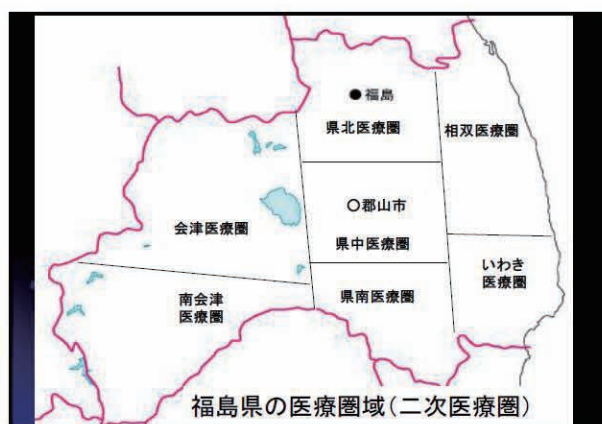 ●福島
県北医療圏
相双医療圏
○郡山市
県中医療圏
会津医療圏
いわき
医療圏
県南医療圏
南会津
医療圏
福島県の医療圏域(二次医療圏)